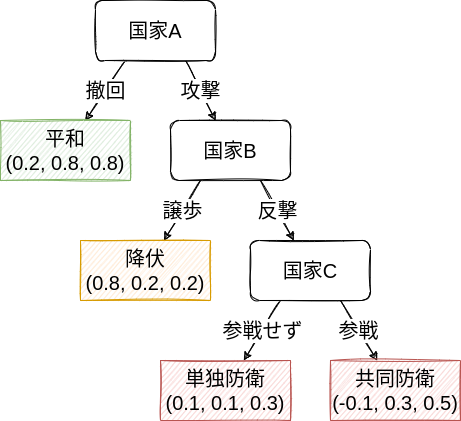 国家A
撤回
攻撃
平和
(0.2, 0.8, 0.8)
国家B
譲歩
反撃
降伏
(0.8, 0.2, 0.2)
国家C
参戦せず
参戦
単独防衛
(0.1, 0.1, 0.3)
共同防衛
(-0.1, 0.3, 0.5)